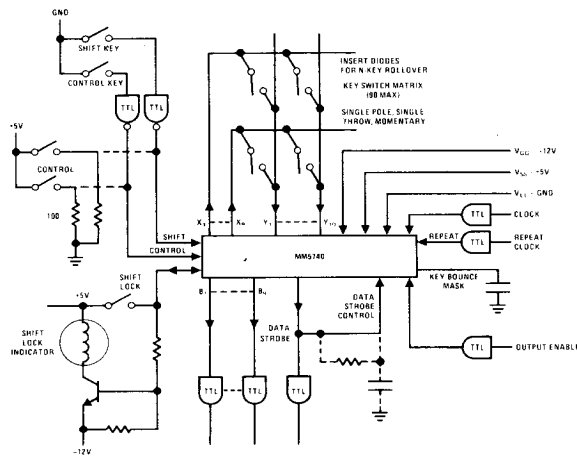 GND
SHIFT KEY
CONTROL KEY
TTL
TTL
+5V
CONTROL
100
INSERT DIODES
FOR N-KEY ROLLOVER
KEY SWITCH MATRIX
(90 MAX)
SINGLE POLE, SINGLE
THROW, MOMENTARY
VGG - -12V
VSS - +5V
VLL - GND
TTL
CLOCK
REPEAT
TTL
REPEAT
CLOCK
X1
X9
Y1
Y10
SHIFT
CONTROL
MM5740
KEY BOUNCE
MASK
SHIFT
LOCK
+5V
SHIFT
LOCK
INDICATOR
B1
B9
DATA
STROBE
DATA
STROBE
CONTROL
TTL
OUTPUT ENABLE
TTL
TTL
TTL
-12V